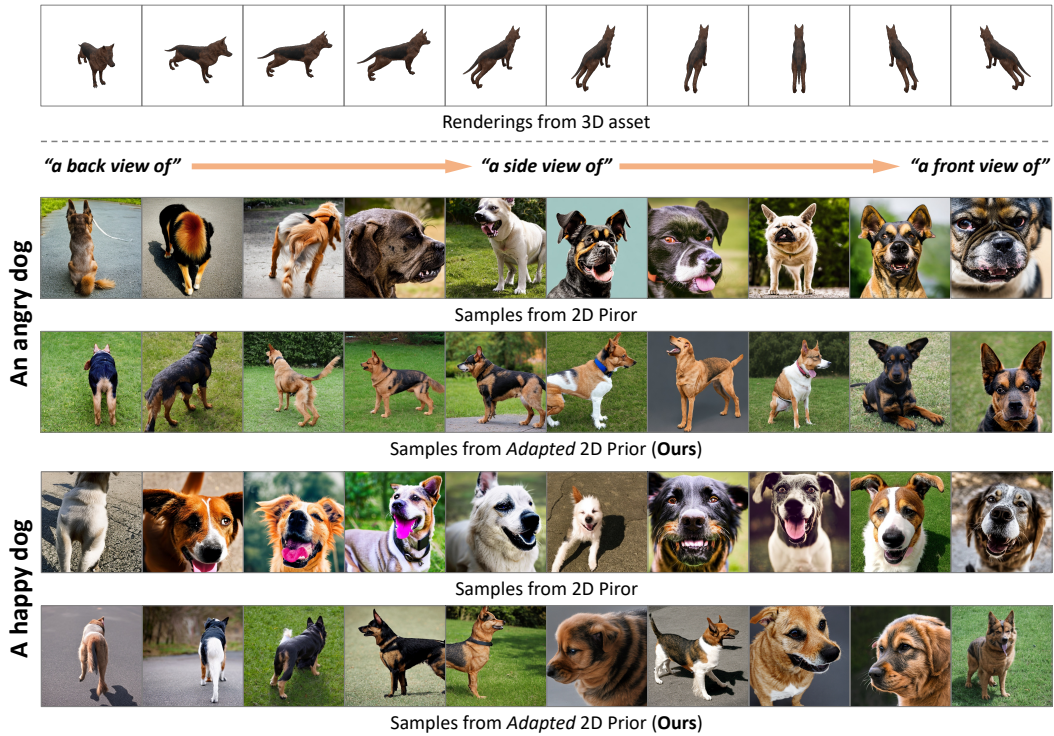 Renderings from 3D asset
“a back view of” “a side view of” “a front view of”
An angry dog
Samples from 2D Piror
Samples from Adapted 2D Prior (Ours)
A happy dog
Samples from 2D Piror
Samples from Adapted 2D Prior (Ours)